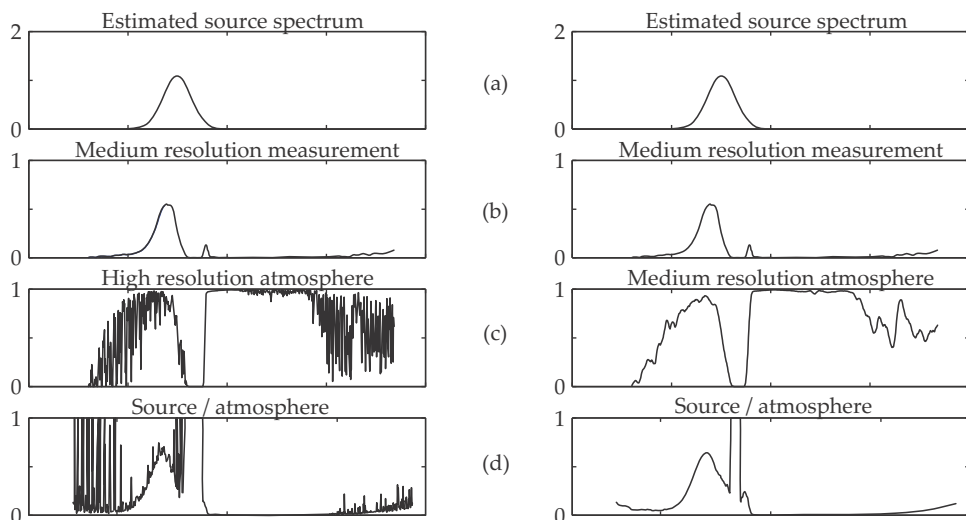 Estimated source spectrum
Estimated source spectrum
2
0
(a)
2
0
Medium resolution measurement
Medium resolution measurement
1
0
(b)
1
0
High resolution atmosphere
Medium resolution atmosphere
1
0
(c)
1
0
Source / atmosphere
Source / atmosphere
1
0
(d)
1
0